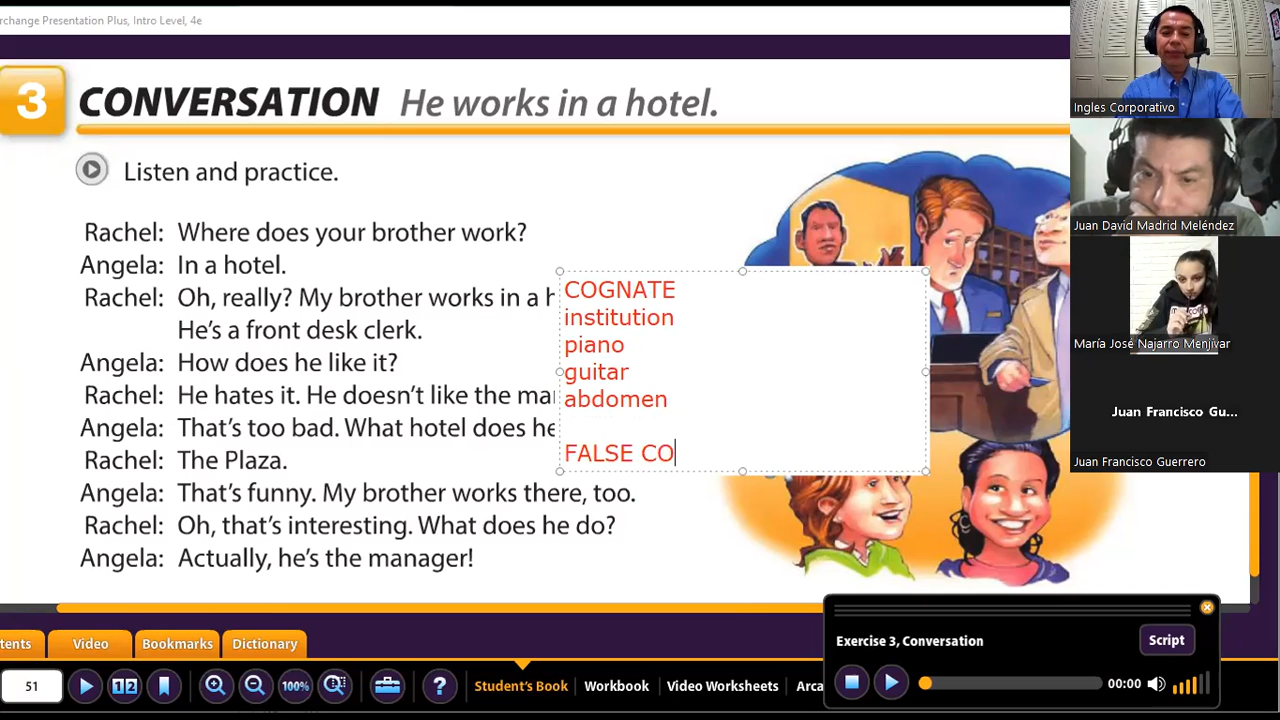 rchange Presentation Plus, Intro Level, 4e
3 CONVERSATION He works in a hotel.
Listen and practice.
Rachel: Where does your brother work?
Angela: In a hotel.
Rachel: Oh, really? My brother works in a h
He's a front desk clerk.
Angela: How does he like it?
Rachel: He hates it. He doesn't like the ma
Angela: That's too bad. What hotel does he
Rachel: The Plaza.
Angela: That's funny. My brother works there, too.
Rachel: Oh, that's interesting. What does he do?
Angela: Actually, he's the manager!
COGNATE
institution
piano
guitar
abdomen
FALSE CO
Ingles Corporativo
Juan David Madrid Meléndez
María José Najarro Menjívar
Juan Francisco Gu...
Juan Francisco Guerrero
Exercise 3, Conversation
Script
00:00
tents
Video
Bookmarks
Dictionary
51
1 2
100%
?
Student's Book
Workbook
Video Worksheets
Arca